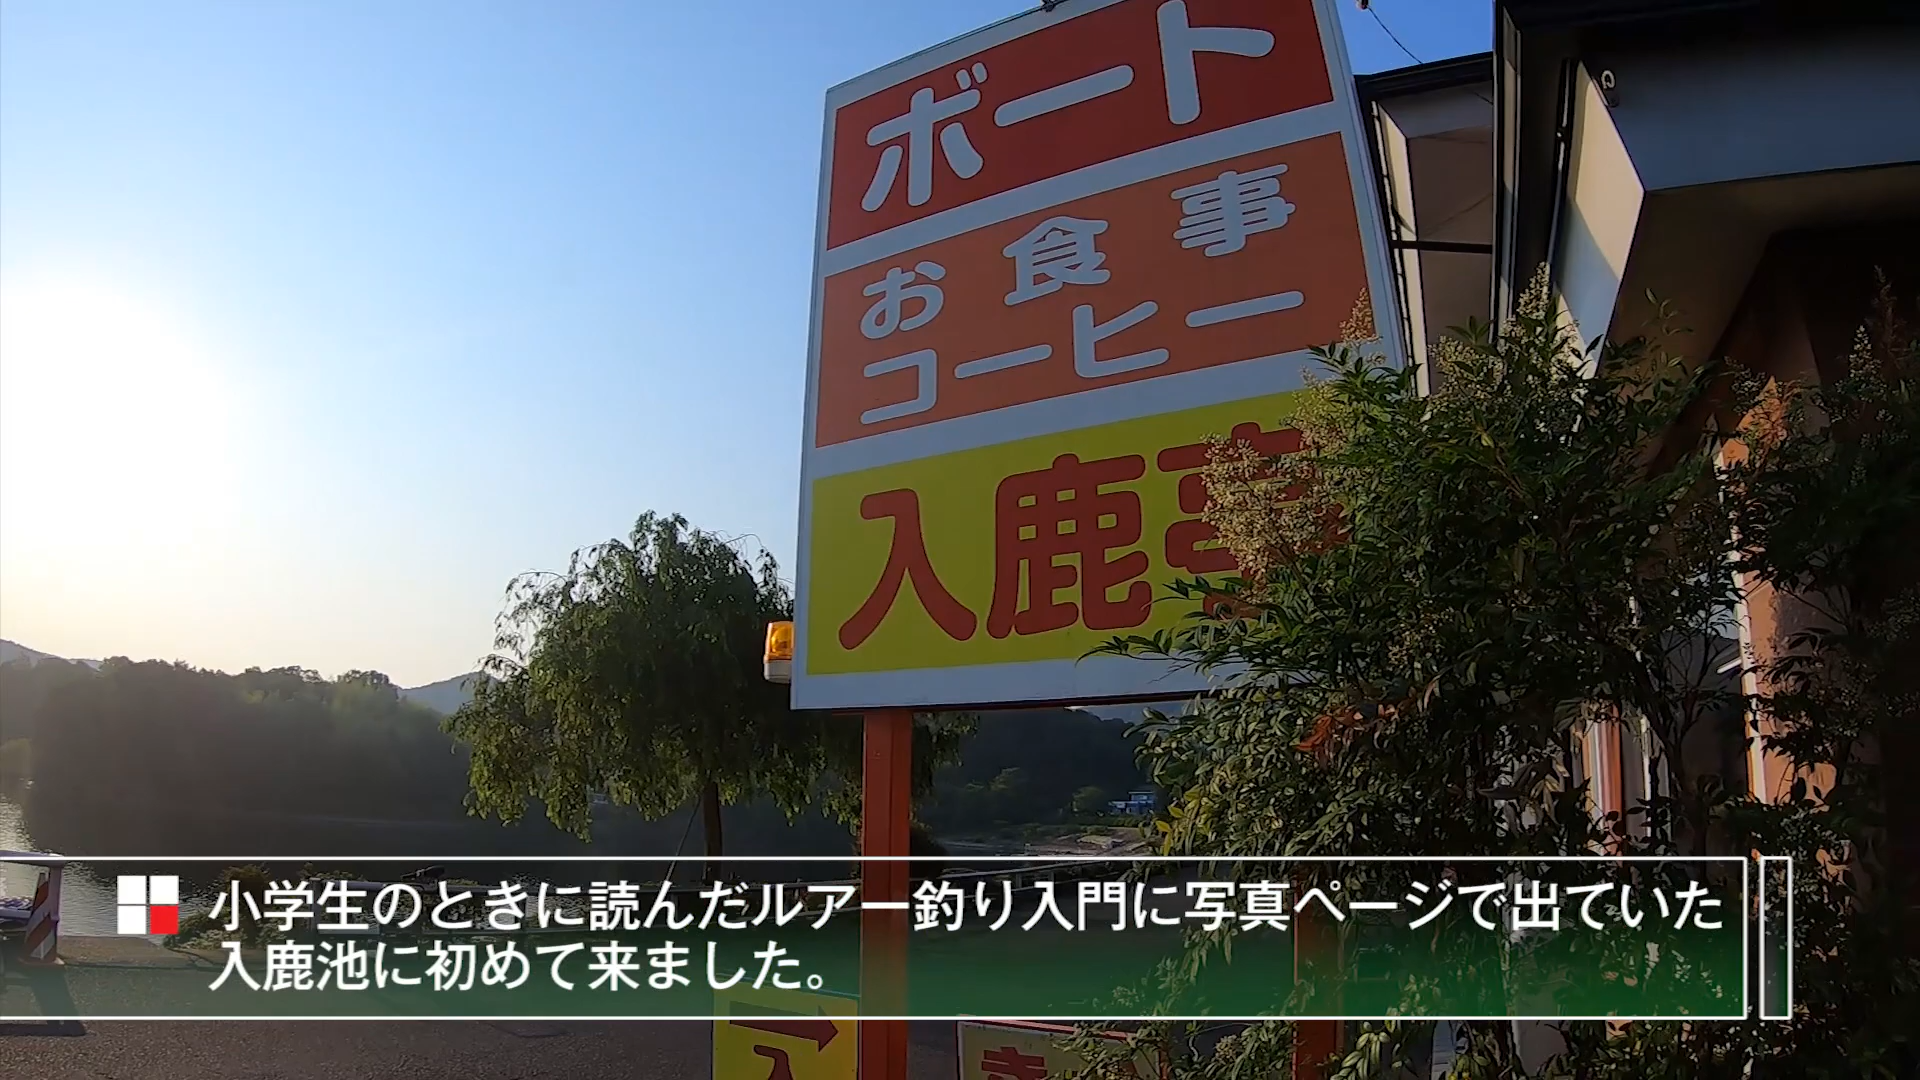 ボート
お食事
コーヒー
入鹿
小学生のときに読んだルアー釣り入門に写真ページで出ていた
入鹿池に初めて来ました。
入